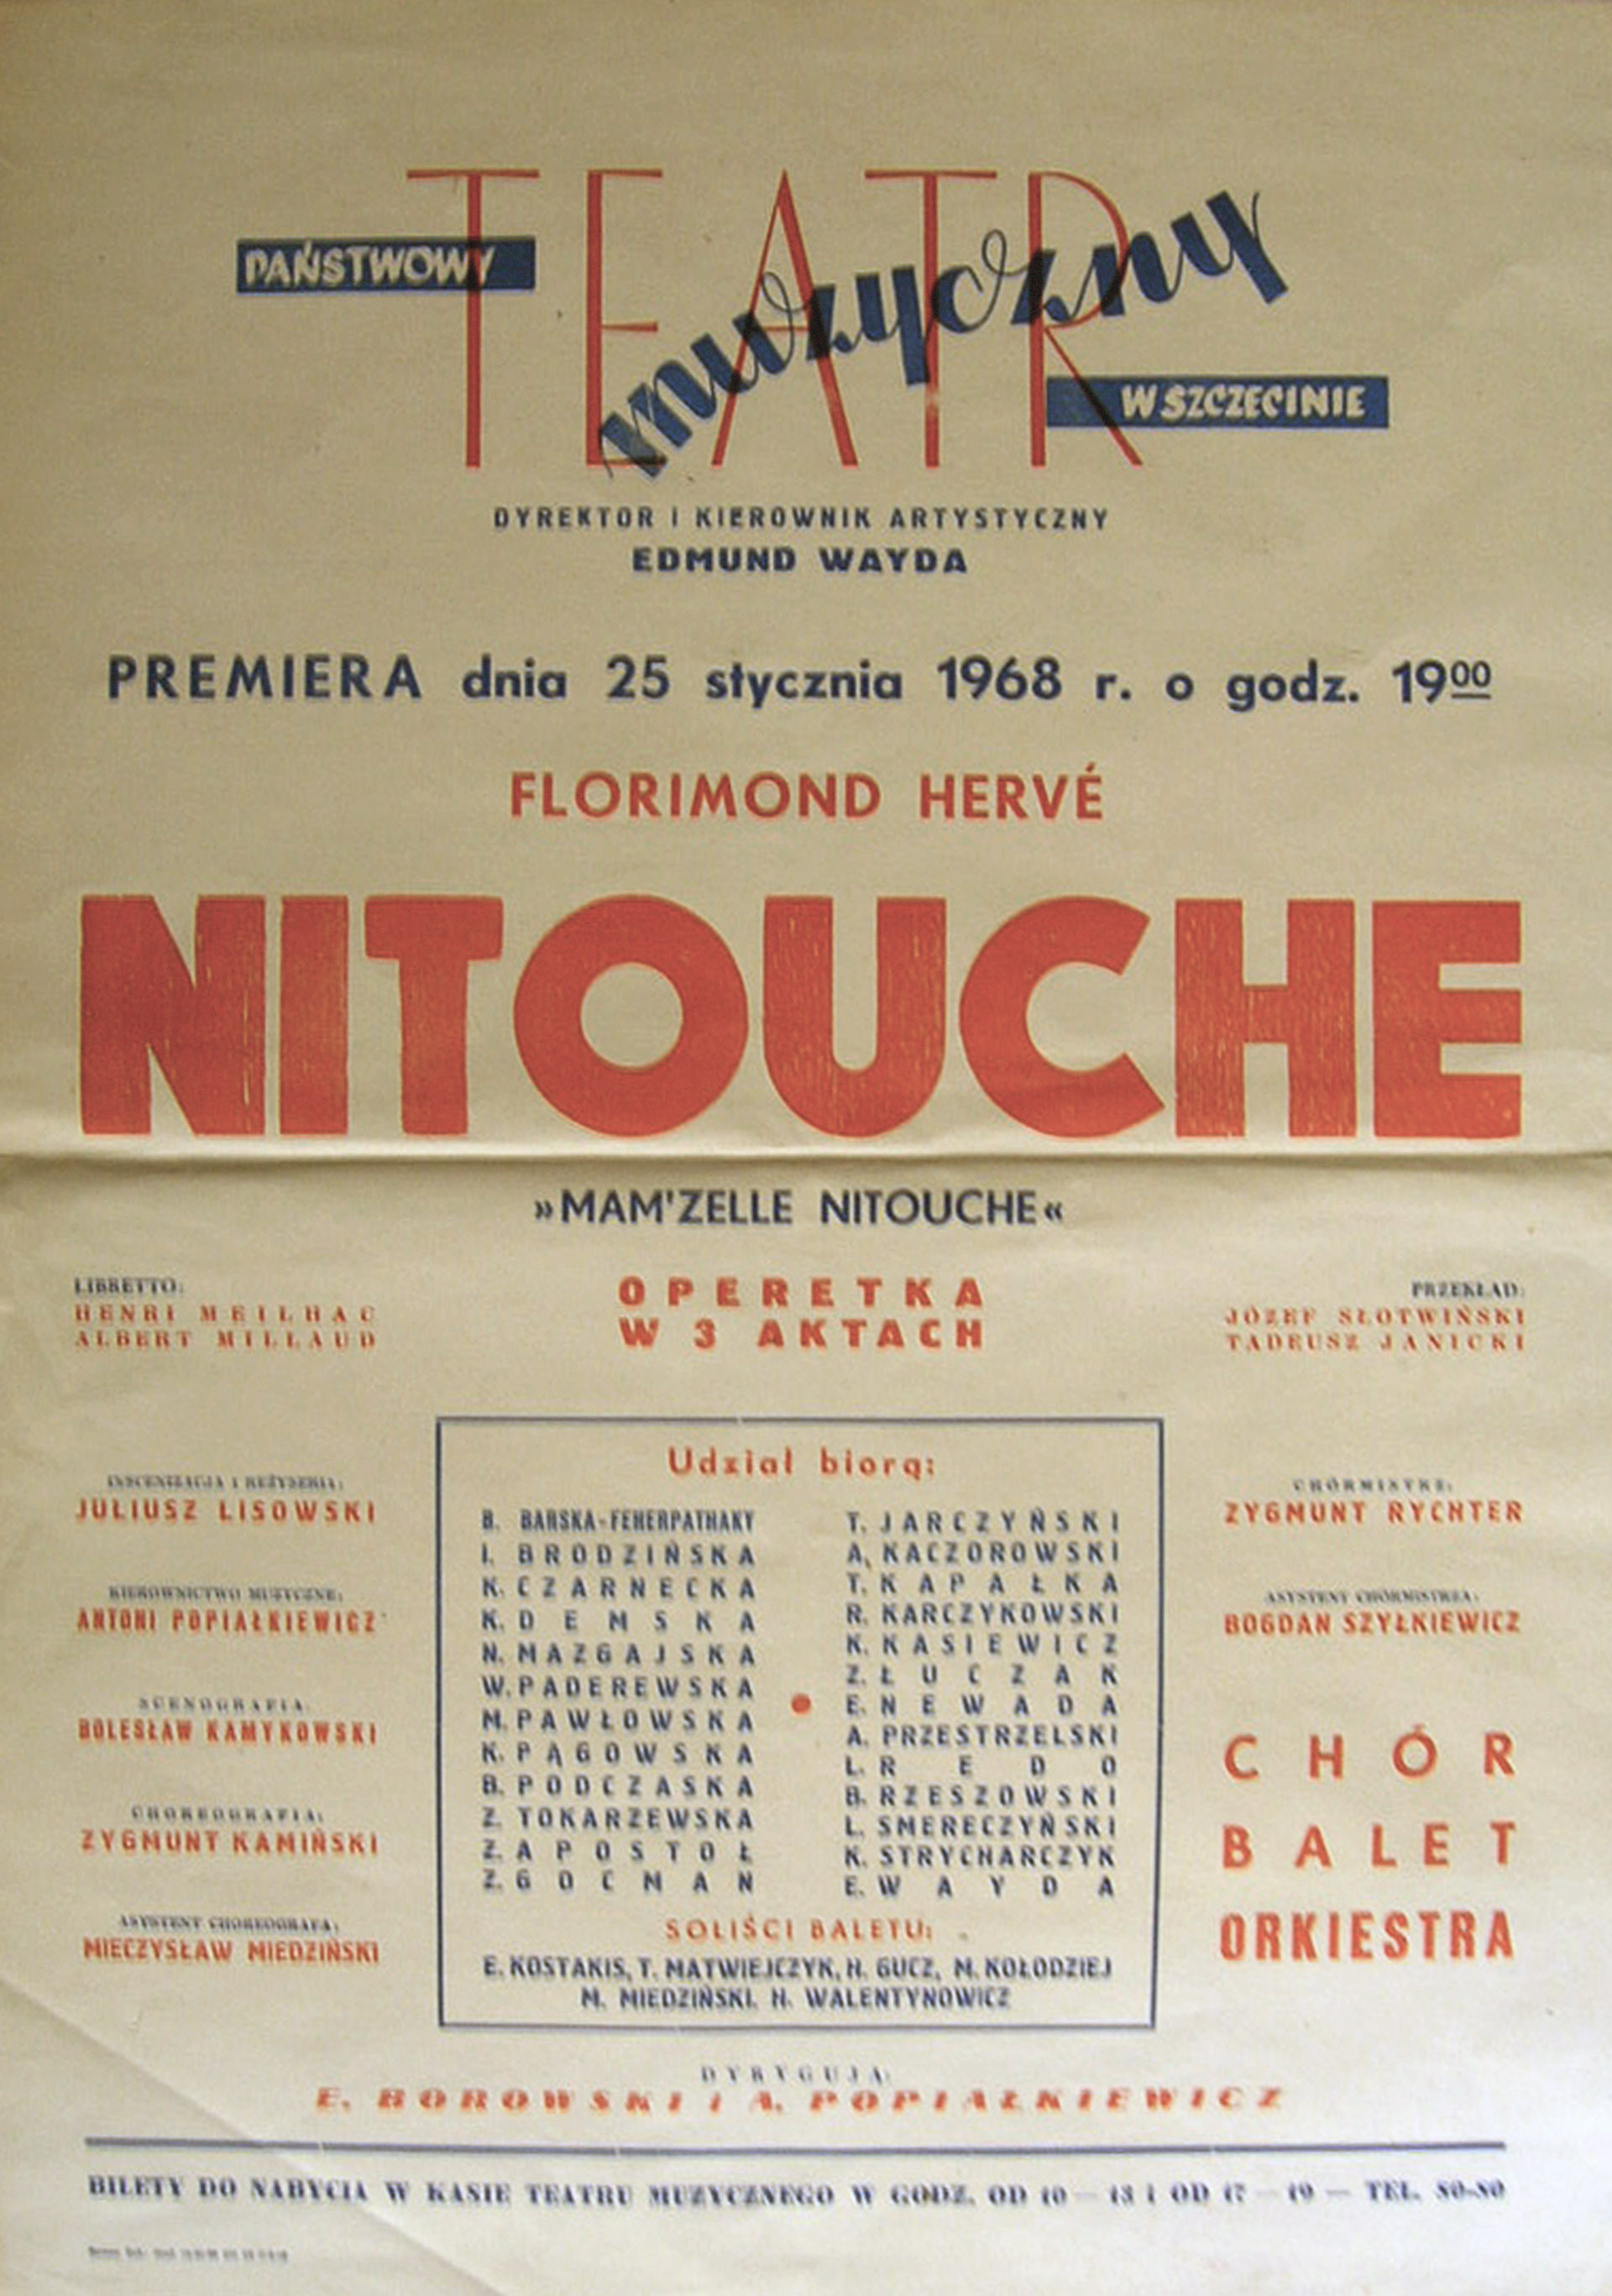 PAŃSTWOWY
TEATR
muzyczny
W SZCZECINIE
DYREKTOR I KIEROWNIK ARTYSTYCZNY
EDMUND WAYDA
PREMIERA dnia 25 stycznia 1968 r. o godz. 19⁰⁰
FLORIMOND HERVÉ
NITOUCHE
»MAM'ZELLE NITOUCHE«
LIBRETTO:
HENRI MEILHAC
ALBERT MILLAUD
OPERETKA
W 3 AKTACH
PRZEKŁAD:
JÓZEF SŁOTWIŃSKI
TADEUSZ JANICKI
INSCENIZACJA I REŻYSERIA:
JULIUSZ LISOWSKI
KIEROWNICTWO MUZYCZNE:
ANTONI POPIAŁKIEWICZ
SCENOGRAFIA:
BOLESŁAW KAMYKOWSKI
CHOREOGRAFIA:
ZYGMUNT KAMIŃSKI
ASYSTENT CHOREOGRAFA:
MIECZYSŁAW MIEDZIŃSKI
Udział biorą:
B. BARSKA-FEHERPATHAKY
I. BRODZIŃSKA
K. CZARNECKA
K. DEMSKA
N. MAZGAJSKA
W. PADEREWSKA
M. PAWŁOWSKA
K. PĄGOWSKA
B. PODCZASKA
Z. TOKARZEWSKA
Z. APOSTOŁ
Z. GOCMAN
T. JARCZYŃSKI
A. KACZOROWSKI
T. KAPAŁKA
R. KARCZYKOWSKI
K. KASIEWICZ
Z. ŁUCZAK
E. NEWADA
A. PRZESTRZELSKI
L. REDO
B. RZESZOWSKI
L. SMERECZYŃSKI
K. STRYCHARCZYK
E. WAYDA
SOLIŚCI BALETU:
E. KOSTAKIS, T. MATWIEJCZYK, H. GUCZ, M. KOŁODZIEJ
M. MIEDZIŃSKI, H. WALENTYNOWICZ
CHÓRMISTRZ:
ZYGMUNT RYCHTER
ASYSTENT CHÓRMISTRZA:
BOGDAN SZYŁKIEWICZ
CHÓR
BALET
ORKIESTRA
DYRYGUJĄ:
E. BOROWSKI I A. POPIAŁKIEWICZ
BILETY DO NABYCIA W KASIE TEATRU MUZYCZNEGO W GODZ. OD 10 — 13 I OD 17 — 19 — TEL. 80-80